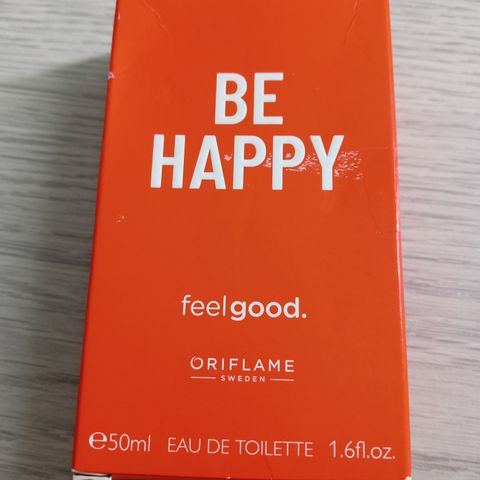 BE
HAPPY
feelgood.
ORIFLAME
SWEDEN
℮50ml EAU DE TOILETTE 1.6fl.oz.